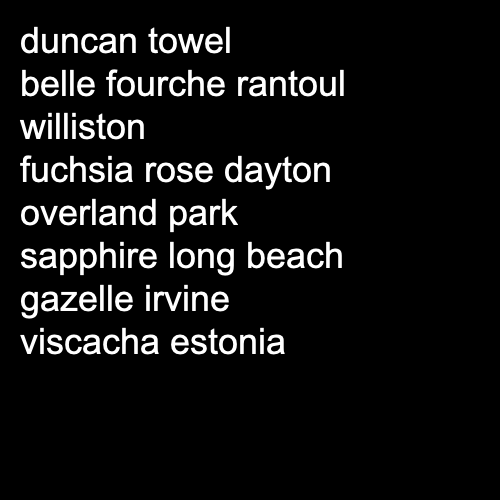 duncan towel
belle fourche rantoul
williston
fuchsia rose dayton
overland park
sapphire long beach
gazelle irvine
viscacha estonia